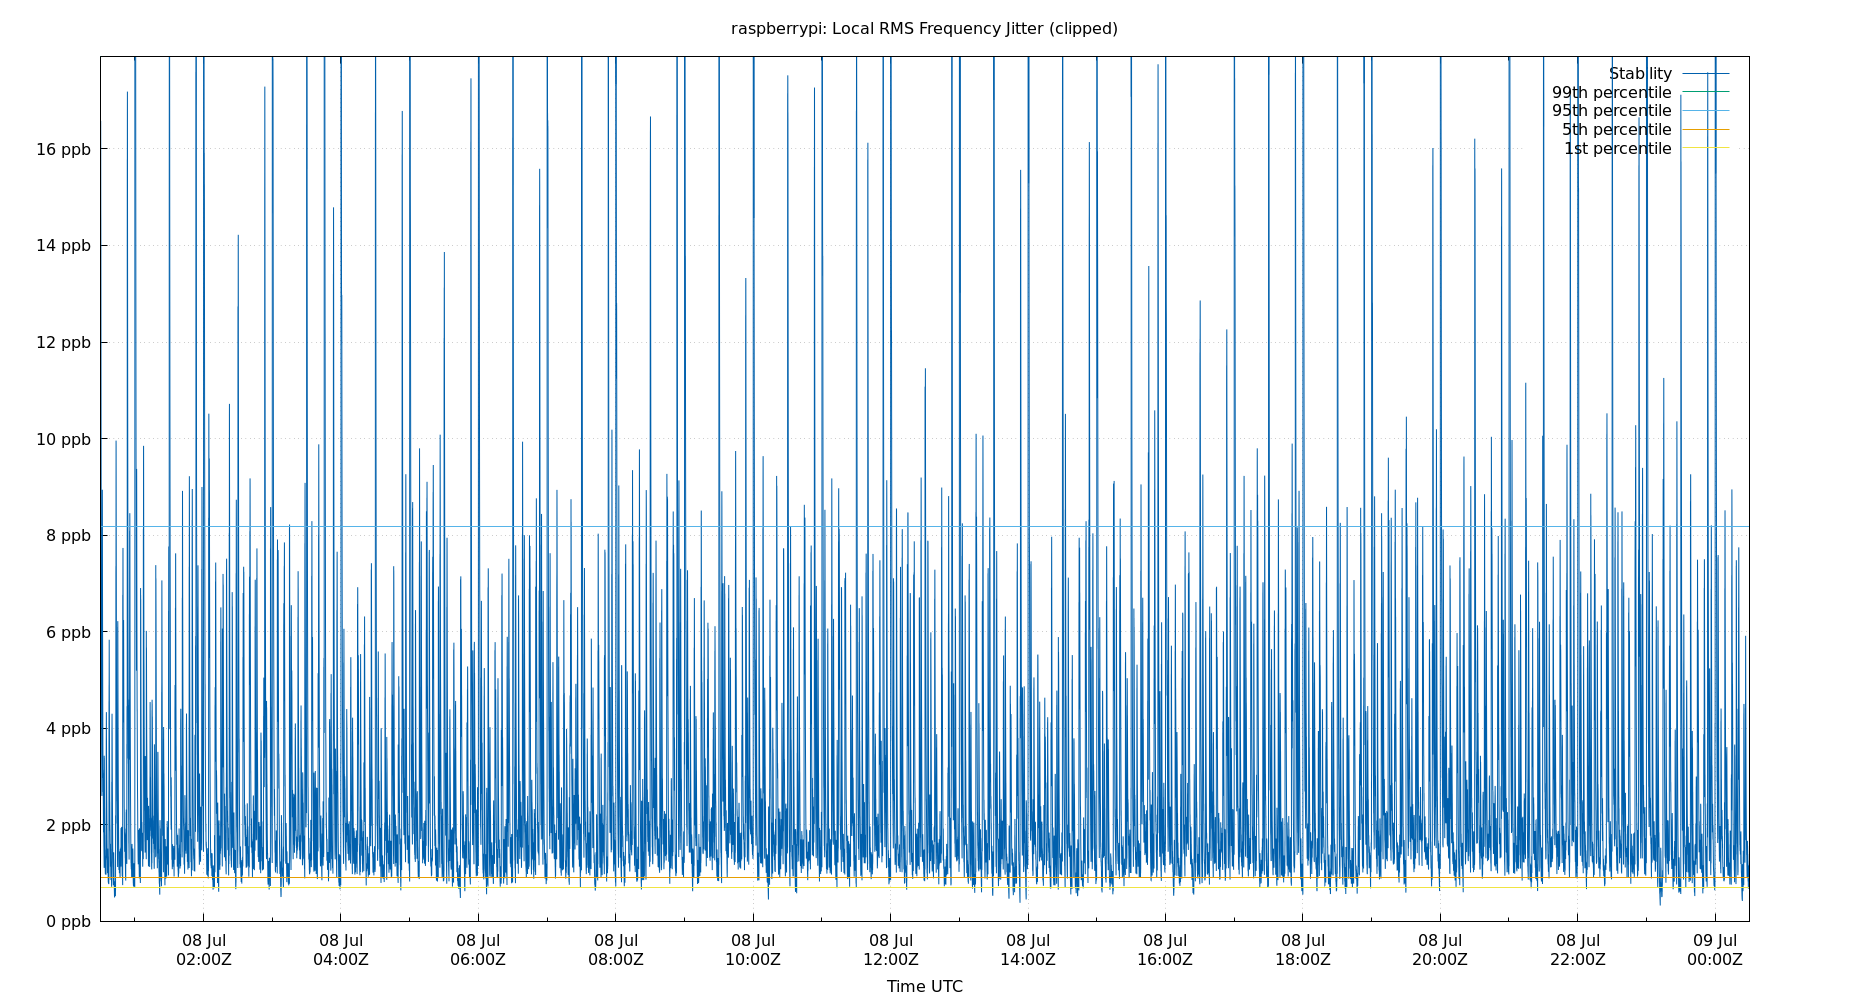 raspberrypi: Local RMS Frequency Jitter (clipped)
Stability
99th percentile
95th percentile
5th percentile
1st percentile
16 ppb
14 ppb
12 ppb
10 ppb
8 ppb
6 ppb
4 ppb
2 ppb
0 ppb
08 Jul 08 Jul 08 Jul 08 Jul 08 Jul 08 Jul 08 Jul 08 Jul 08 Jul 08 Jul 08 Jul 09 Jul
02:00Z 04:00Z 06:00Z 08:00Z 10:00Z 12:00Z 14:00Z 16:00Z 18:00Z 20:00Z 22:00Z 00:00Z
Time UTC